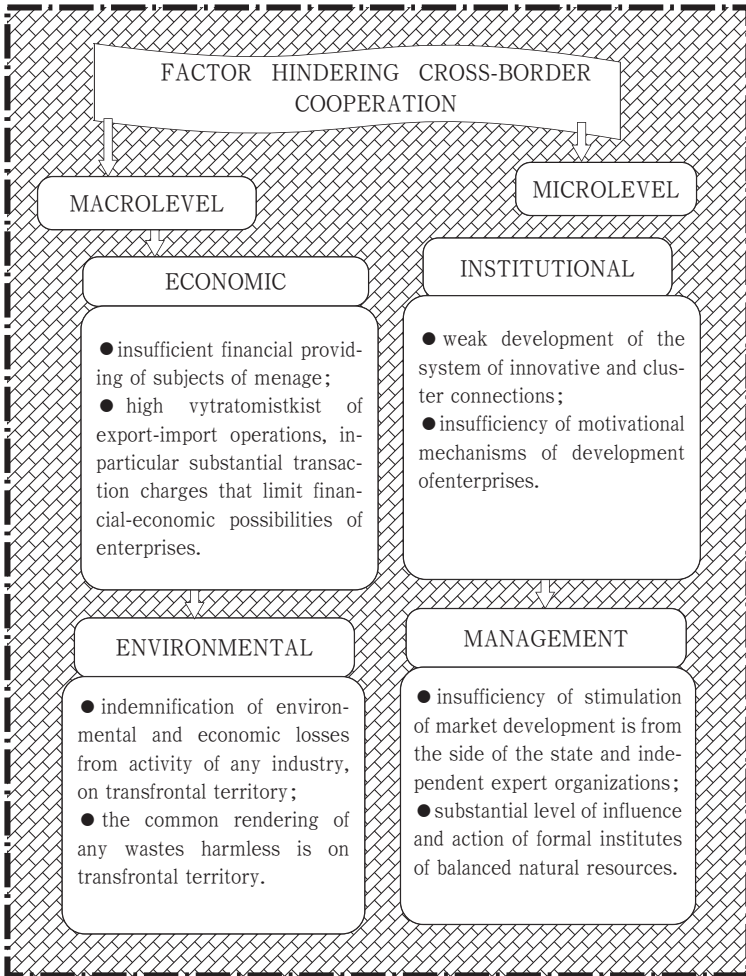 FACTOR HINDERING CROSS-BORDER
COOPERATION
MACROLEVEL
MICROLEVEL
ECONOMIC
● insufficient financial provid-
ing of subjects of menage;
● high vytratomistkist of
export-import operations, in-
particular substantial transac-
tion charges that limit finan-
cial-economic possibilities of
enterprises.
INSTITUTIONAL
● weak development of the
system of innovative and clus-
ter connections;
● insufficiency of motivational
mechanisms of development
ofenterprises.
ENVIRONMENTAL
● indemnification of environ-
mental and economic losses
from activity of any industry,
on transfrontal territory;
● the common rendering of
any wastes harmless is on
transfrontal territory.
MANAGEMENT
● insufficiency of stimulation
of market development is from
the side of the state and inde-
pendent expert organizations;
● substantial level of influence
and action of formal institutes
of balanced natural resources.